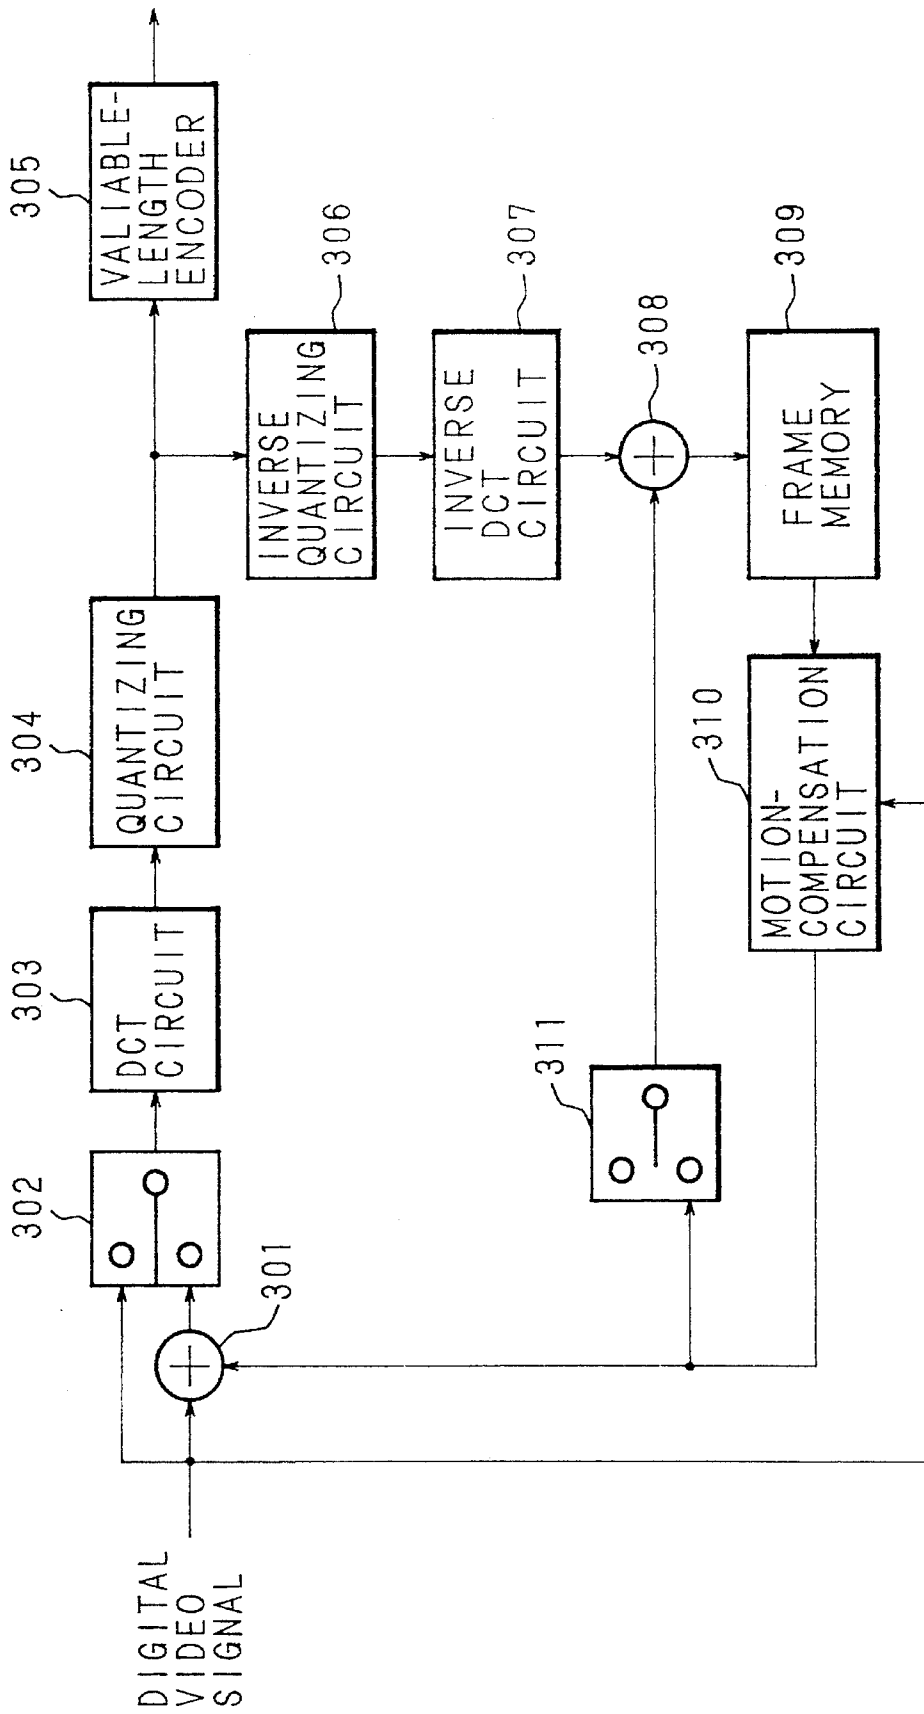 DIGITAL
VIDEO
SIGNAL
301
302
303
DCT
CIRCUIT
304
QUANTIZING
CIRCUIT
305
VALIABLE-
LENGTH
ENCODER
306
INVERSE
QUANTIZING
CIRCUIT
307
INVERSE
DCT
CIRCUIT
308
309
FRAME
MEMORY
310
MOTION-
COMPENSATION
CIRCUIT
311